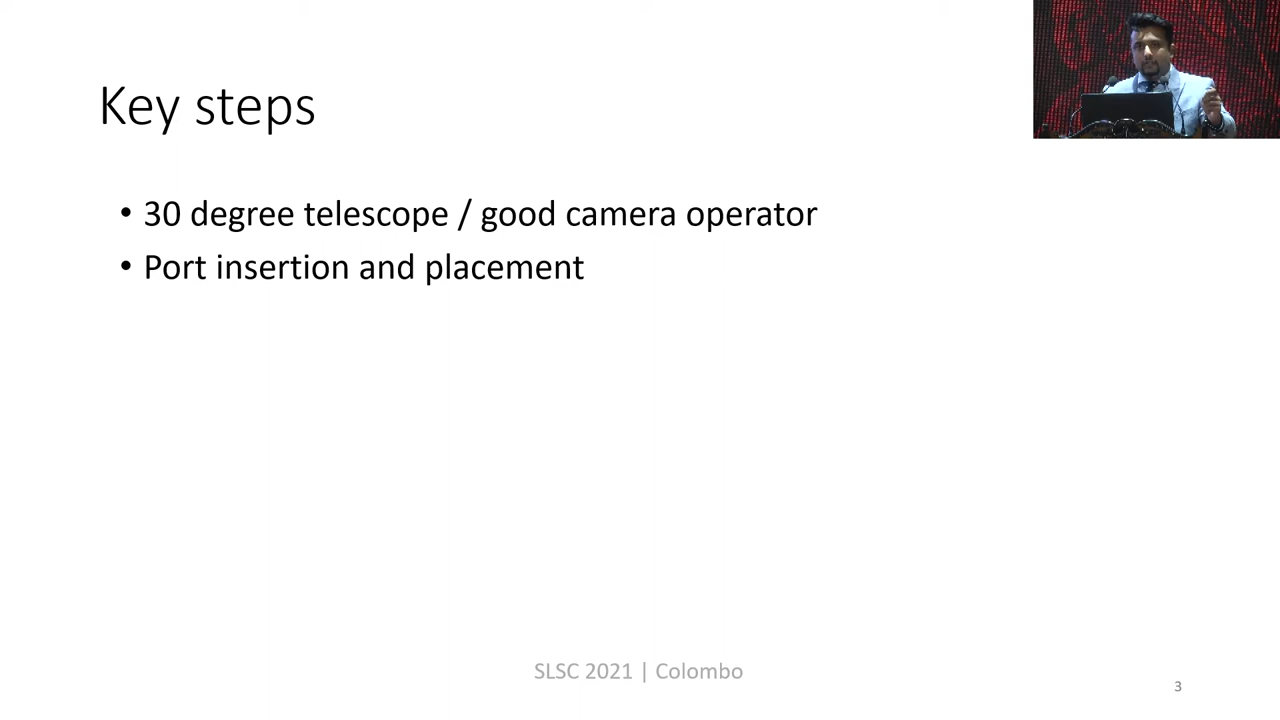 Key steps
• 30 degree telescope / good camera operator
• Port insertion and placement
SLSC 2021 | Colombo
3